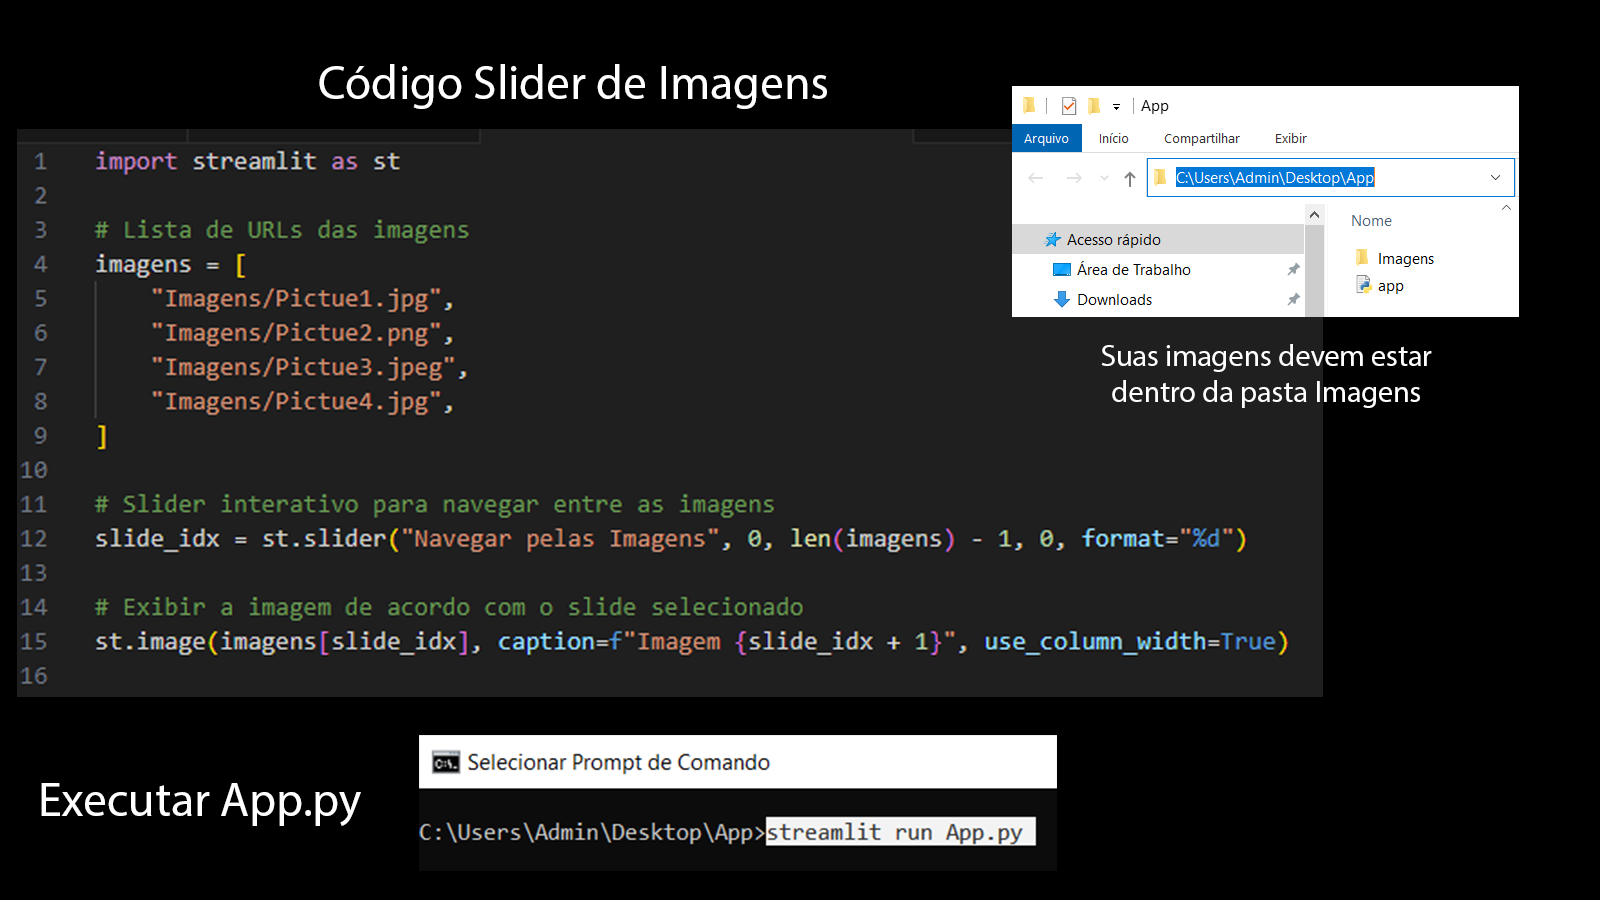 Código Slider de Imagens
1 import streamlit as st
2
3 # Lista de URLs das imagens
4 imagens = [
5     "Imagens/Pictue1.jpg",
6     "Imagens/Pictue2.png",
7     "Imagens/Pictue3.jpeg",
8     "Imagens/Pictue4.jpg",
9 ]
10
11 # Slider interativo para navegar entre as imagens
12 slide_idx = st.slider("Navegar pelas Imagens", 0, len(imagens) - 1, 0, format="%d")
13
14 # Exibir a imagem de acordo com o slide selecionado
15 st.image(imagens[slide_idx], caption=f"Imagem {slide_idx + 1}", use_column_width=True)
16
App
Arquivo Início Compartilhar Exibir
C:\Users\Admin\Desktop\App
Acesso rápido
Área de Trabalho
Downloads
Nome
Imagens
app
Suas imagens devem estar
dentro da pasta Imagens
Executar App.py
C:\. Selecionar Prompt de Comando
C:\Users\Admin\Desktop\App>streamlit run App.py